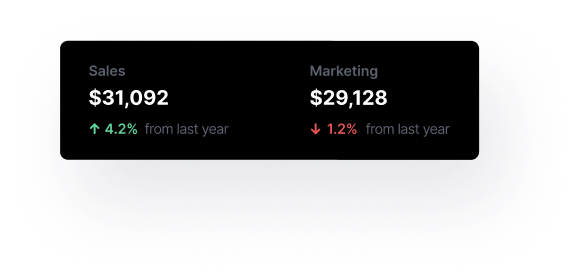 Sales
$31,092
↑ 4.2% from last year
Marketing
$29,128
↓ 1.2% from last year